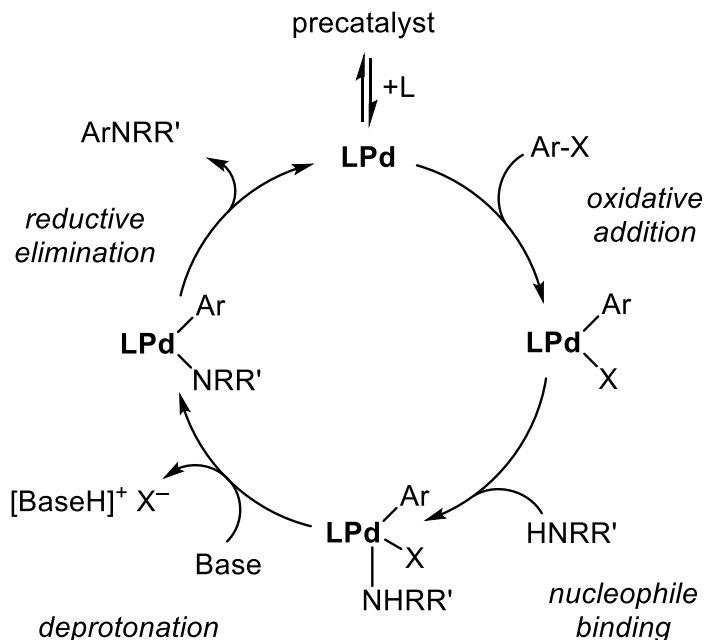 precatalyst
+L
LPd
Ar-X
oxidative
addition
LPd
Ar
X
HNRR'
nucleophile
binding
LPd
Ar
X
NHRR'
Base
[BaseH]⁺ X⁻
deprotonation
LPd
Ar
NRR'
reductive
elimination
ArNRR'